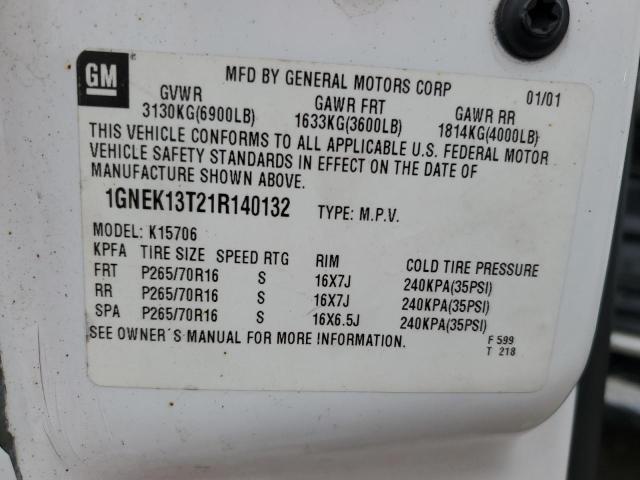 GM
MFD BY GENERAL MOTORS CORP 01/01
GVWR GAWR FRT GAWR RR
3130KG(6900LB) 1633KG(3600LB) 1814KG(4000LB)
THIS VEHICLE CONFORMS TO ALL APPLICABLE U.S. FEDERAL MOTOR
VEHICLE SAFETY STANDARDS IN EFFECT ON THE DATE OF
MANUFACTURE SHOWN ABOVE.
1GNEK13T21R140132 TYPE: M.P.V.
MODEL: K15706
KPFA TIRE SIZE SPEED RTG RIM COLD TIRE PRESSURE
FRT P265/70R16 S 16X7J 240KPA(35PSI)
RR P265/70R16 S 16X7J 240KPA(35PSI)
SPA P265/70R16 S 16X6.5J 240KPA(35PSI)
SEE OWNER´S MANUAL FOR MORE INFORMATION.
F 599
T 218